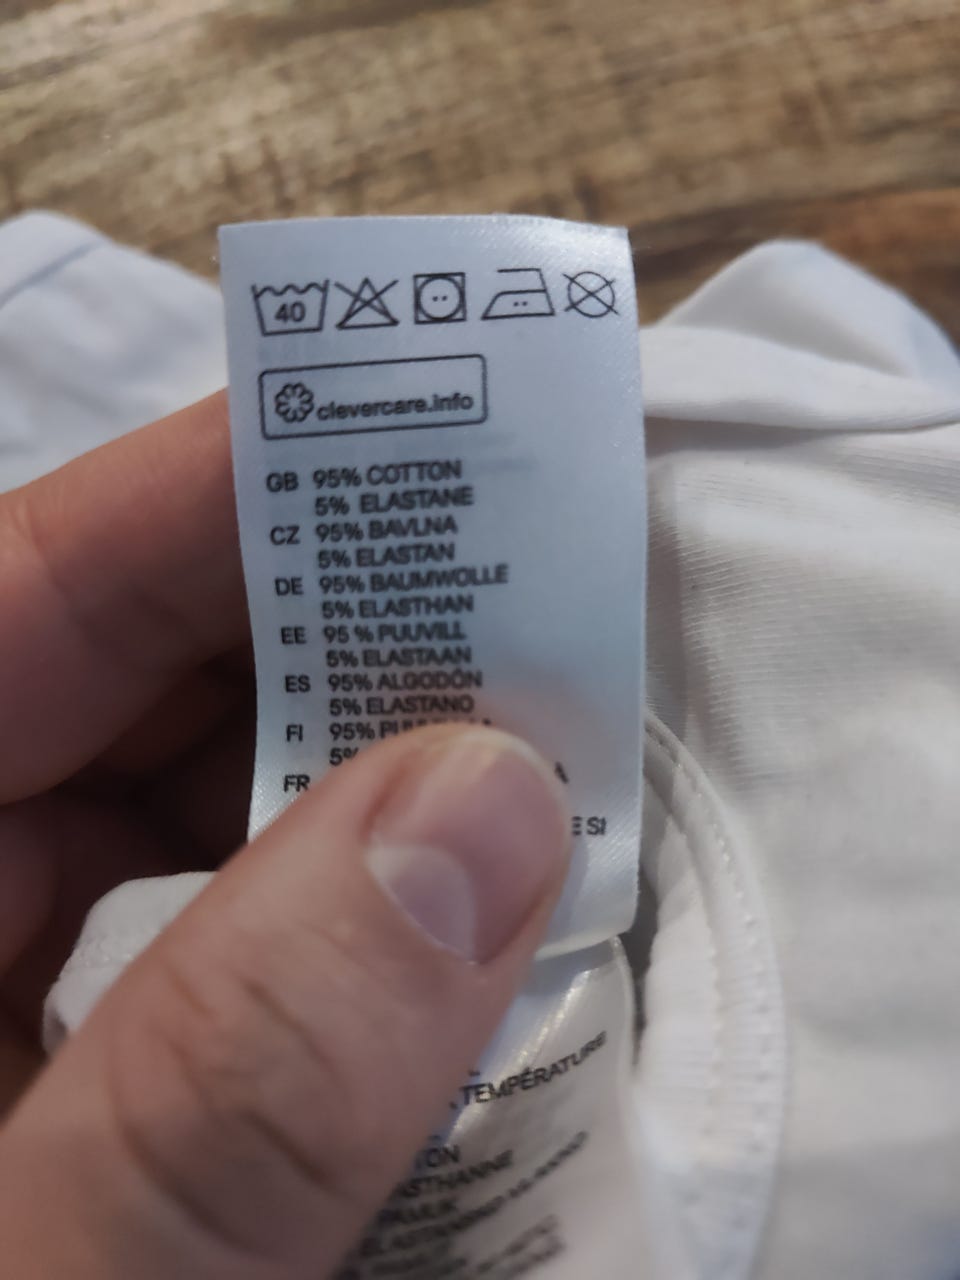 40
clevercare.info
GB 95% COTTON
5% ELASTANE
CZ 95% BAVLNA
5% ELASTAN
DE 95% BAUMWOLLE
5% ELASTHAN
EE 95 % PUUVILL
5% ELASTAAN
ES 95% ALGODÓN
5% ELASTANO
FI 95%
5%
FR
TEMPÉRATURE